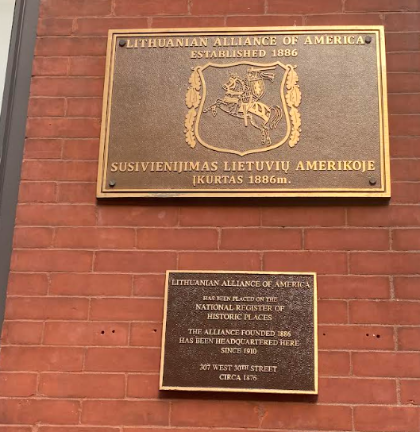 LITHUANIAN ALLIANCE OF AMERICA
ESTABLISHED 1886
SUSIVIENIJIMAS LIETUVIŲ AMERIKOJE
ĮKURTAS 1886m.
LITHUANIAN ALLIANCE OF AMERICA
HAS BEEN PLACED ON THE
NATIONAL REGISTER OF
HISTORIC PLACES
THE ALLIANCE FOUNDED 1886
HAS BEEN HEADQUARTERED HERE
SINCE 1910
307 WEST 30TH STREET
CIRCA 1876